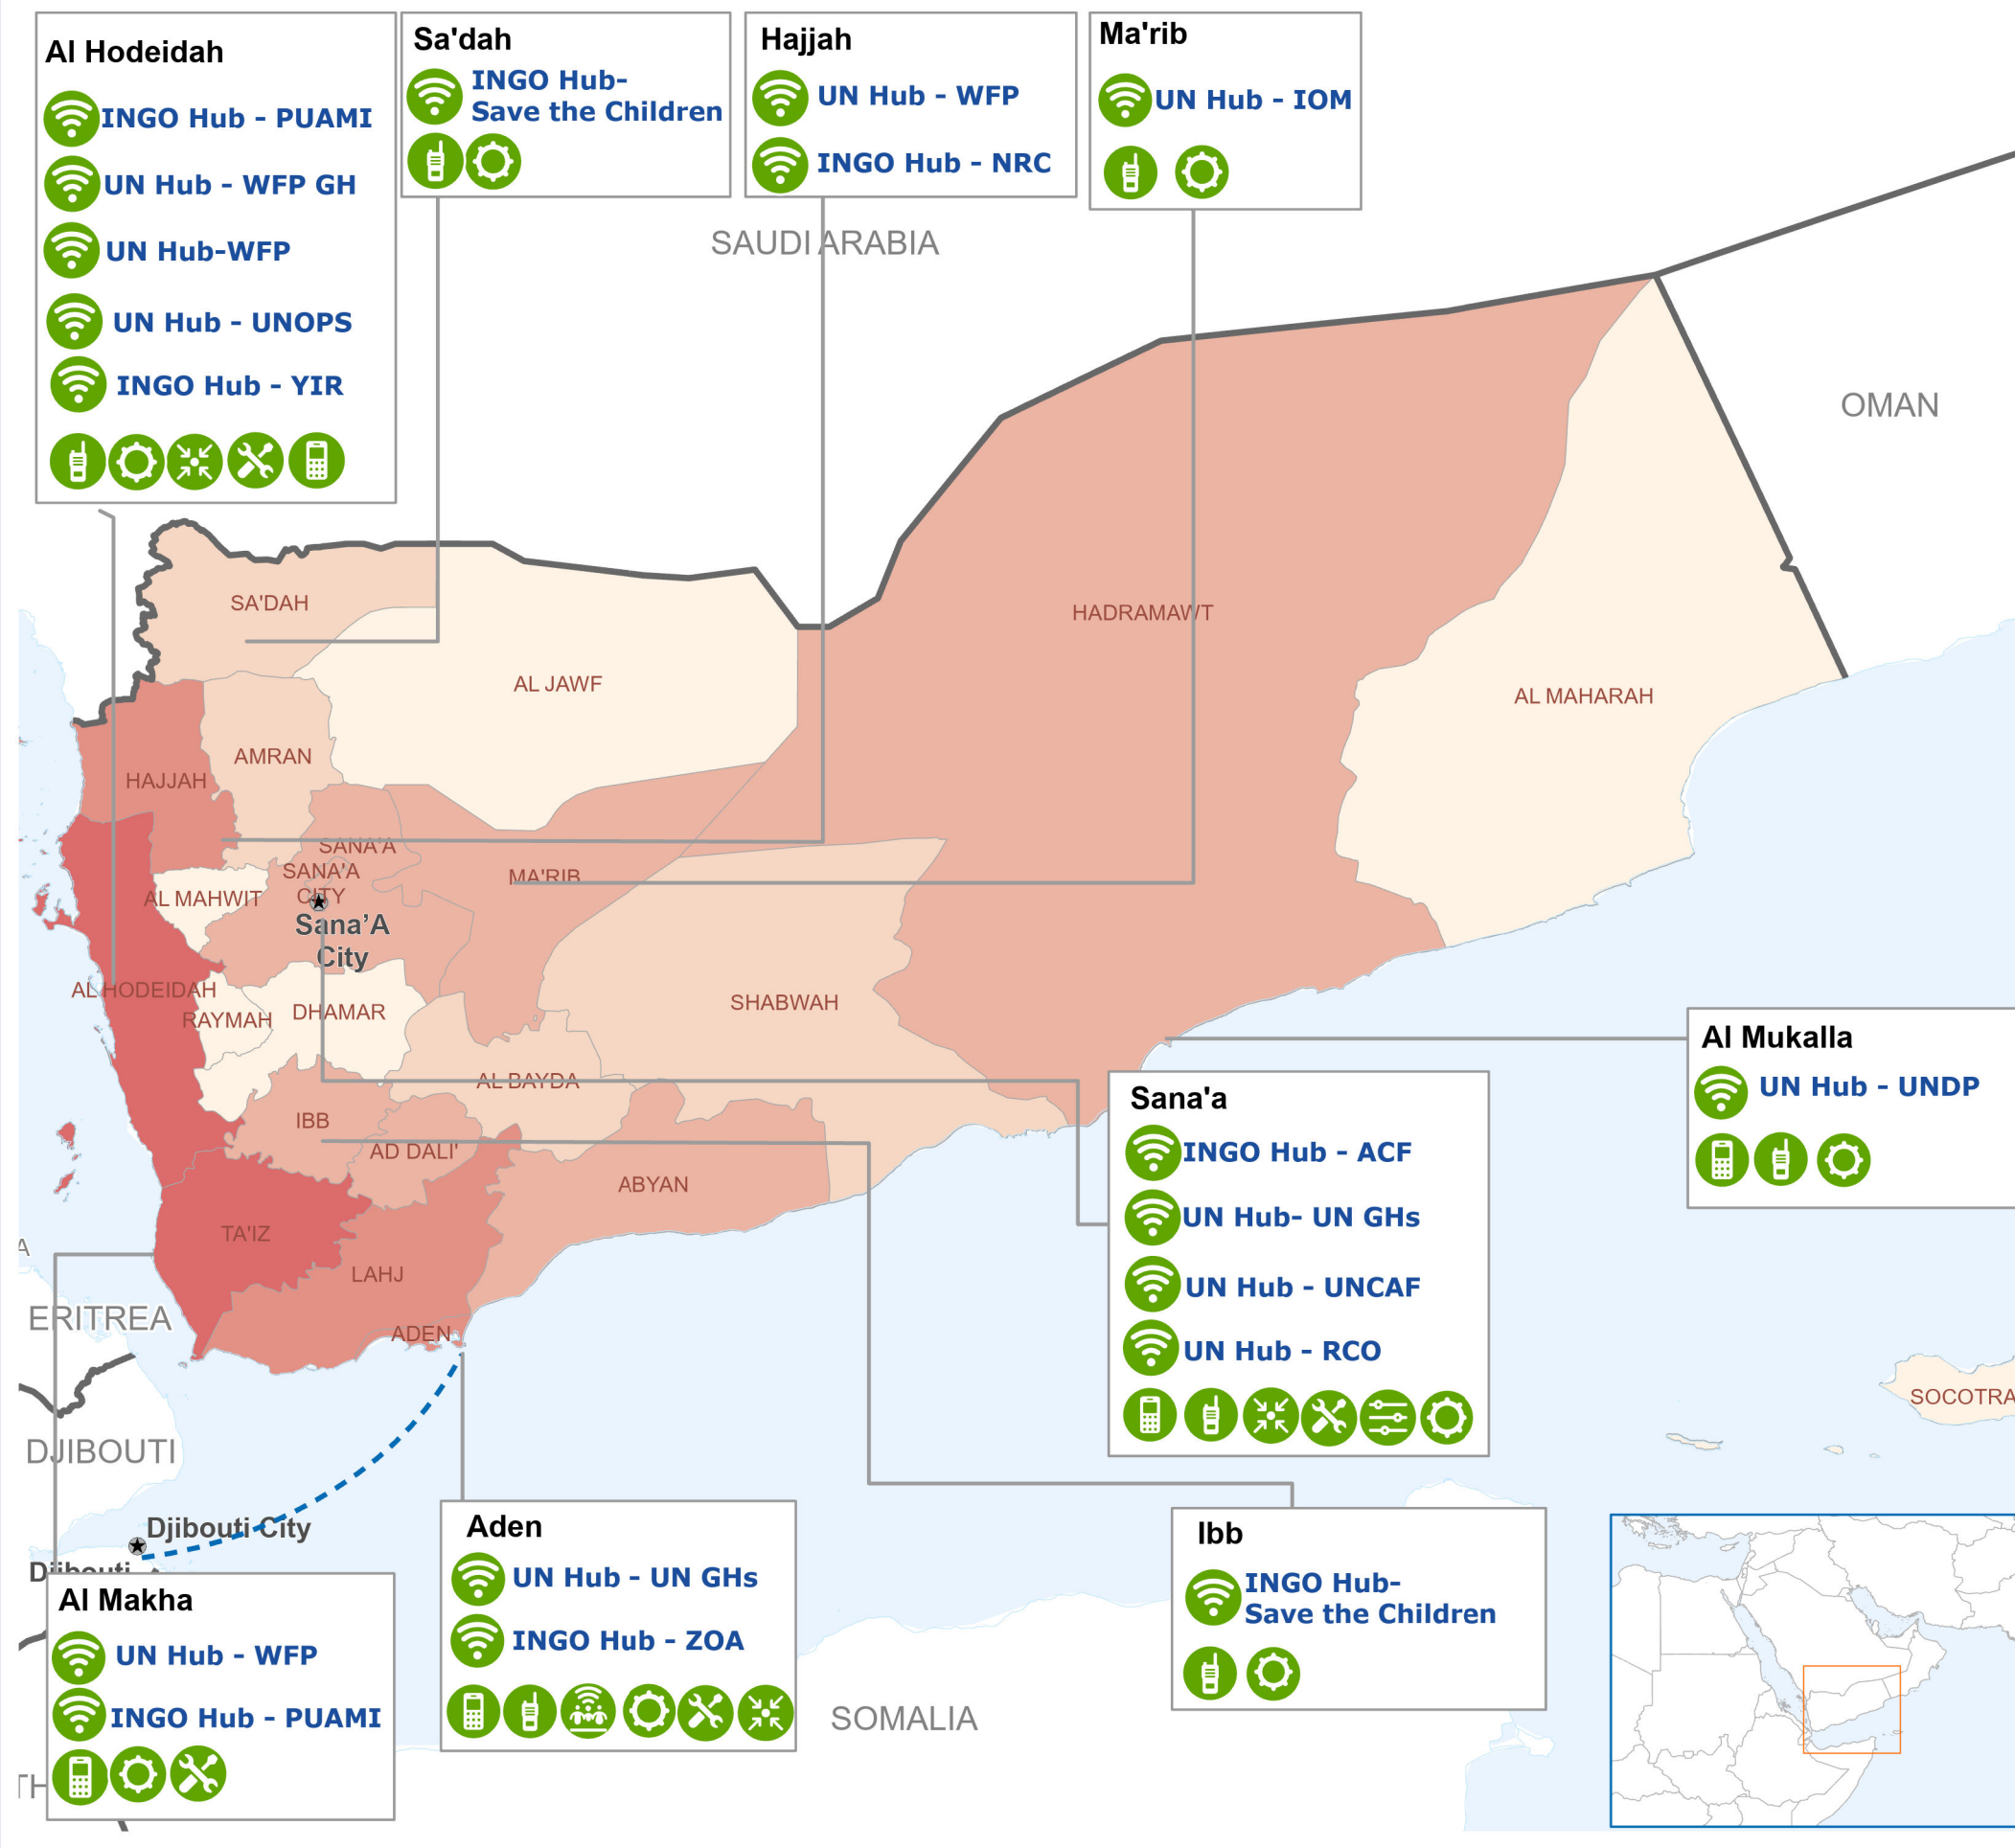 Al Hodeidah
INGO Hub - PUAMI
UN Hub - WFP GH
UN Hub-WFP
UN Hub - UNOPS
INGO Hub - YIR
Sa'dah
INGO Hub-
Save the Children
Hajjah
UN Hub - WFP
INGO Hub - NRC
Ma'rib
UN Hub - IOM
SAUDI ARABIA
OMAN
SA'DAH
HADRAMAWT
AL JAWF
AL MAHARAH
AMRAN
HAJJAH
SANA'A
SANA'A
CITY
MA'RIB
AL MAHWIT
Sana'A
City
AL HODEIDAH
RAYMAH
DHAMAR
SHABWAH
AL BAYDA
IBB
AD DALI'
ABYAN
TA'IZ
LAHJ
ADEN
Al Mukalla
UN Hub - UNDP
Sana'a
INGO Hub - ACF
UN Hub- UN GHs
UN Hub - UNCAF
UN Hub - RCO
A
ERITREA
DJIBOUTI
SOCOTRA
Djibouti City
Djibouti
Aden
UN Hub - UN GHs
INGO Hub - ZOA
Ibb
INGO Hub-
Save the Children
Al Makha
UN Hub - WFP
INGO Hub - PUAMI
SOMALIA